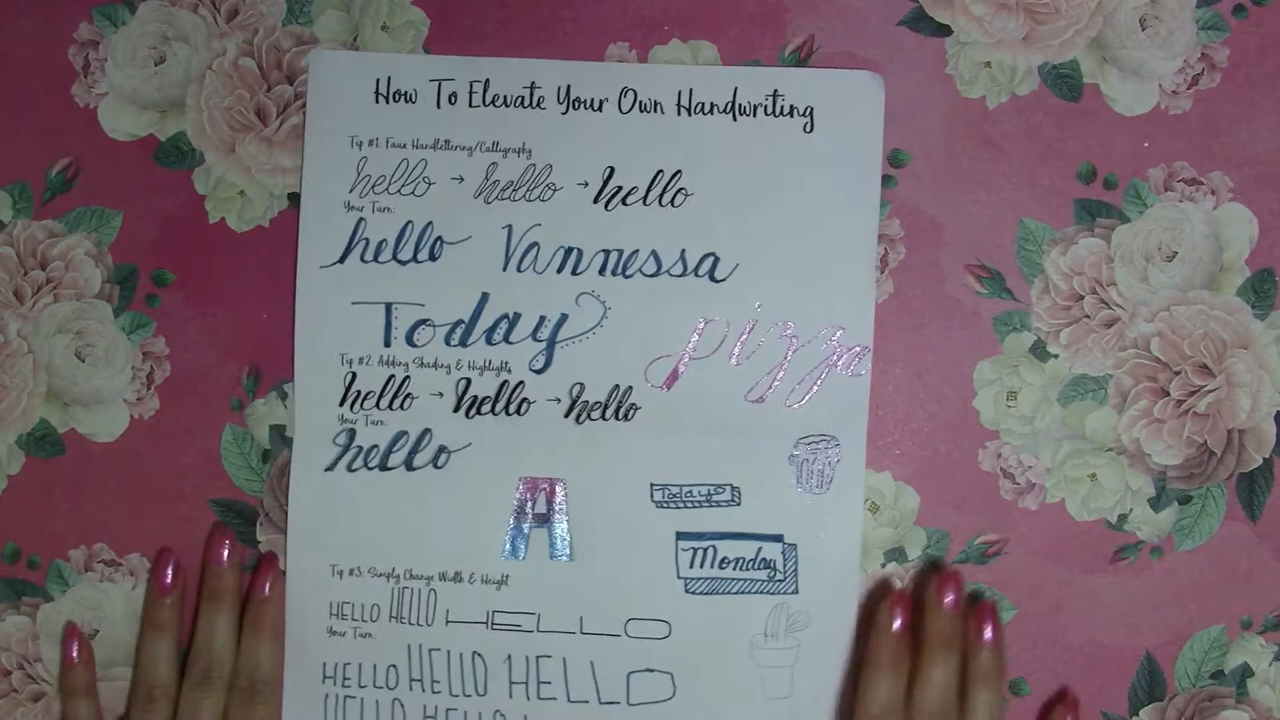 How To Elevate Your Own Handwriting
Tip #1: Faux Handlettering/Calligraphy
hello → hello → hello
Your Turn:
hello Vannessa
Today
pizza
Tip #2: Adding Shading & Highlights
hello → hello → hello
Your Turn:
hello
A
Today
Monday
Tip #3: Simply Change Width & Height
HELLO HELLO HELLO
Your Turn:
HELLO HELLO HELLO
HELLO HELLO